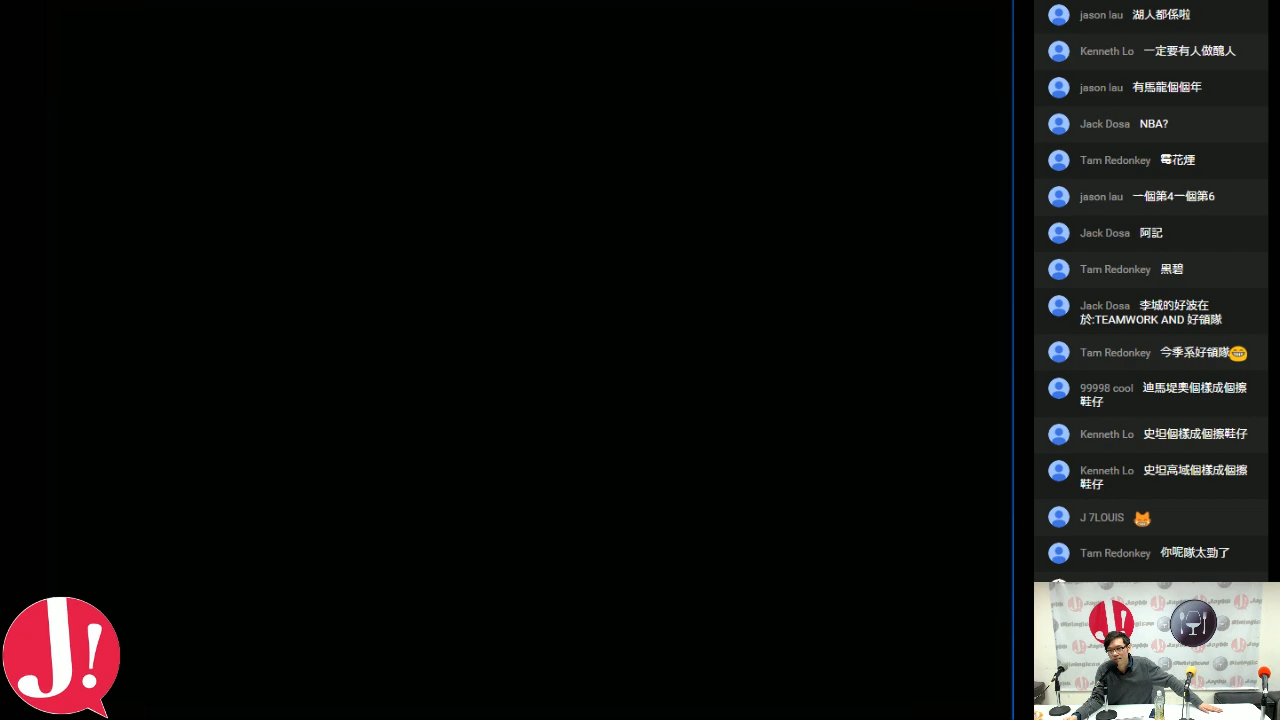 jason lau 湖人都係啦
Kenneth Lo 一定要有人做醜人
jason lau 有馬龍個個年
Jack Dosa NBA?
Tam Redonkey 霉花煙
jason lau 一個第4一個第6
Jack Dosa 阿記
Tam Redonkey 黑碧
Jack Dosa 李城旳好波在
於:TEAMWORK AND 好領隊
Tam Redonkey 今季系好領隊😁
99998 cool 迪馬堤奧個樣成個擦
鞋仔
Kenneth Lo 史坦個樣成個擦鞋仔
Kenneth Lo 史坦高域個樣成個擦
鞋仔
J 7LOUIS 😸
Tam Redonkey 你呢隊太勁了
J!
J!